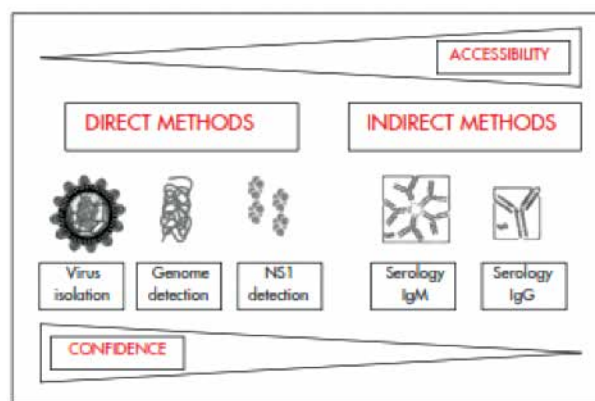 ACCESSIBILITY
DIRECT METHODS
INDIRECT METHODS
Virus
isolation
Genome
detection
NS1
detection
Serology
IgM
Serology
IgG
CONFIDENCE